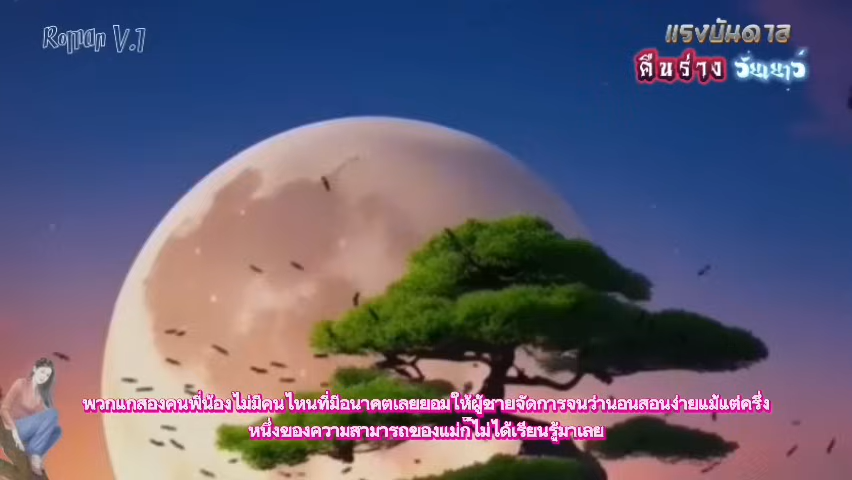 Roman V.1
แรงบันดาล
คืนร่าง วัยเยาว์
พวกแกสองคนพี่น้องไม่มีคนไหนที่มีอนาคตเลยยอมให้ผู้ชายจัดการจนว่านอนสอนง่ายแม้แต่ครึ่ง
หนึ่งของความสามารถของแม่ก็ไม่ได้เรียนรู้มาเลย